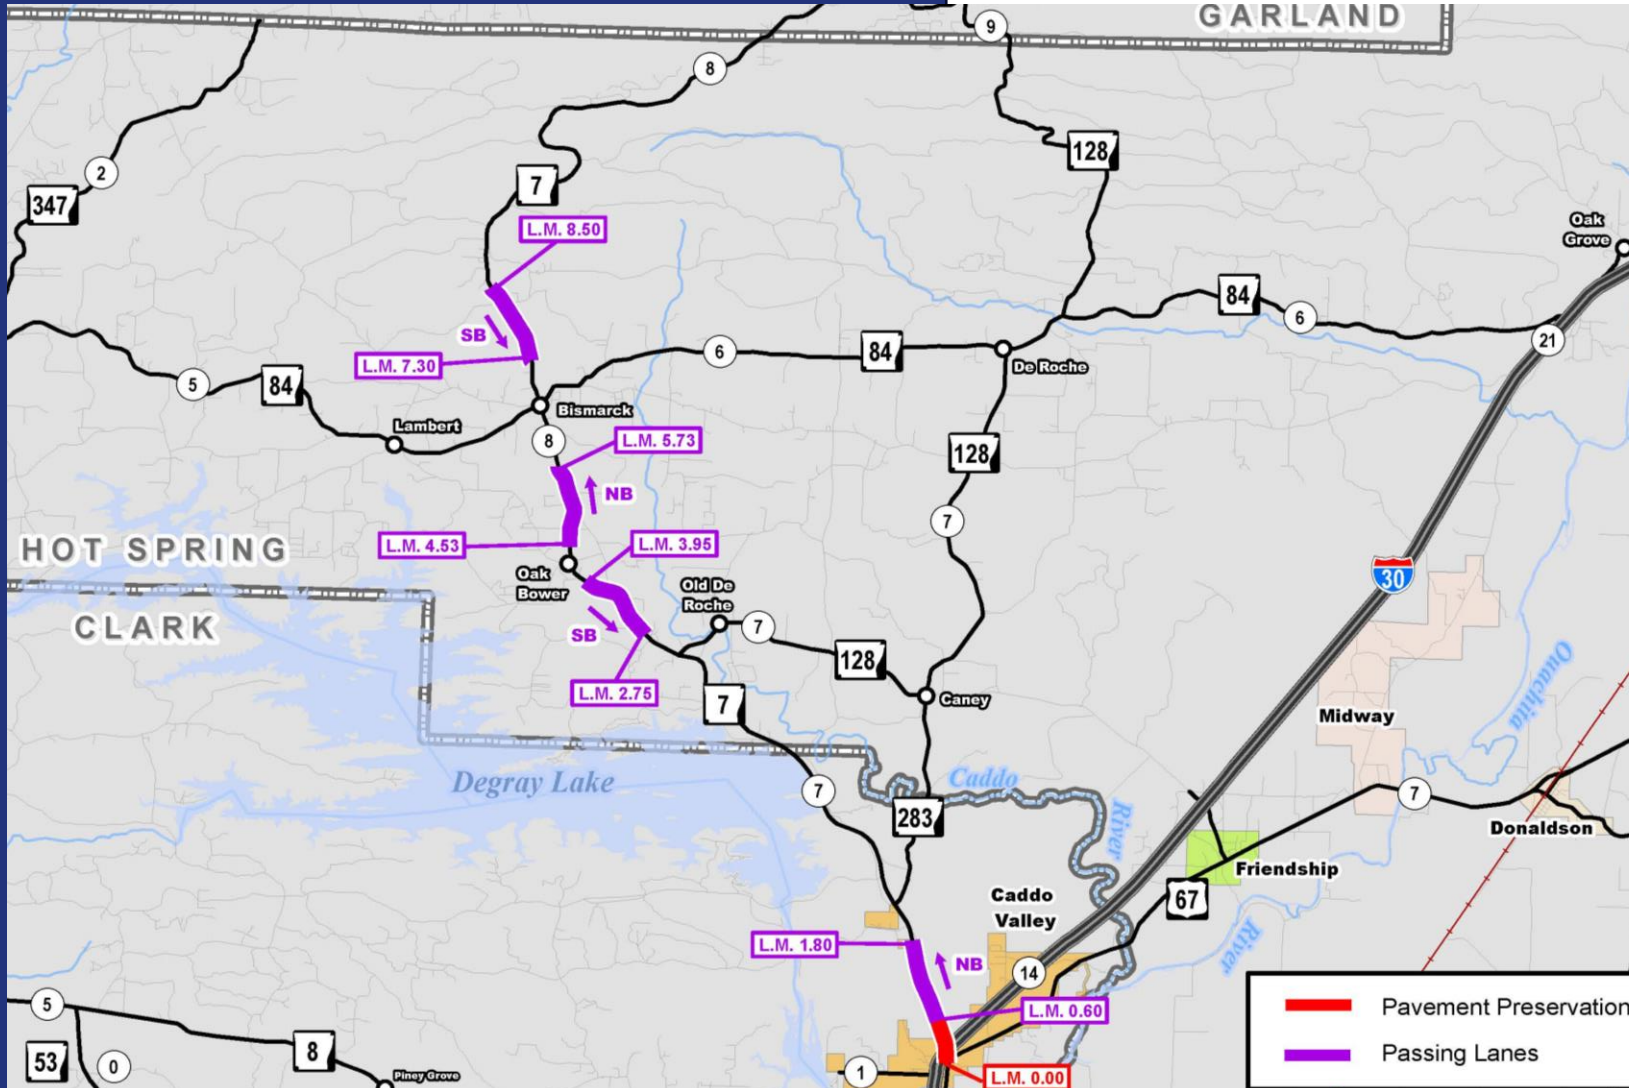 GARLAND
9
8
128
2
347
7
L.M. 8.50
Oak
Grove
84
6
SB
21
L.M. 7.30
6
84
De Roche
5
84
Bismarck
Lambert
8
L.M. 5.73
128
NB
7
HOT SPRING
L.M. 4.53
L.M. 3.95
30
Oak
Bower
Old De
Roche
CLARK
SB
7
128
L.M. 2.75
7
Caney
Ouachita
Midway
Degray Lake
7
Caddo
River
283
7
Donaldson
Friendship
67
Caddo
Valley
River
L.M. 1.80
NB
14
5
L.M. 0.60
Pavement Preservation
Passing Lanes
53
0
8
Piney Grove
1
L.M. 0.00